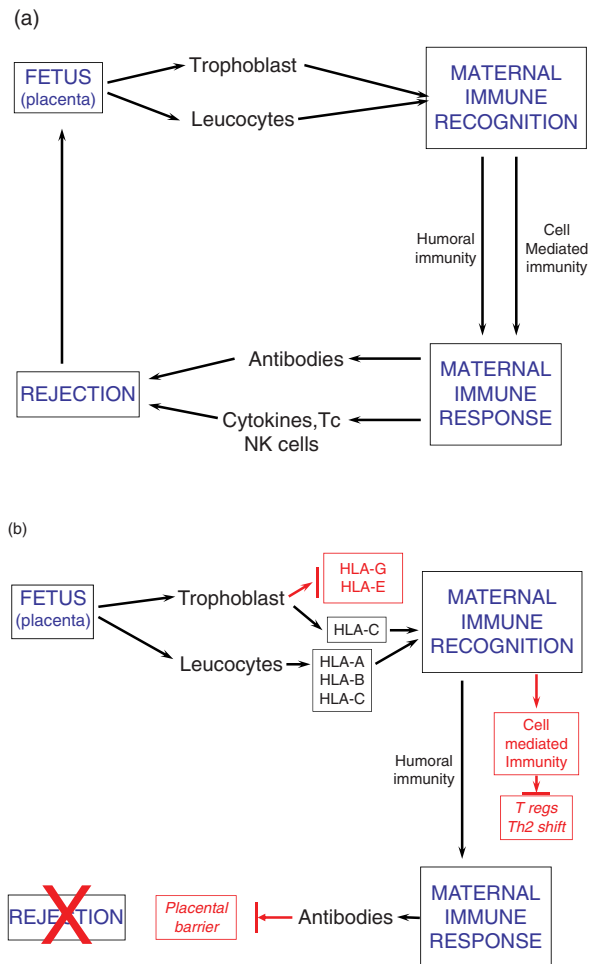 (a)
FETUS
(placenta)
Trophoblast
Leucocytes
MATERNAL
IMMUNE
RECOGNITION
Humoral
immunity
Cell
Mediated
immunity
REJECTION
Antibodies
Cytokines,Tc
NK cells
MATERNAL
IMMUNE
RESPONSE
(b)
FETUS
(placenta)
Trophoblast
Leucocytes
HLA-G
HLA-E
HLA-C
HLA-A
HLA-B
HLA-C
MATERNAL
IMMUNE
RECOGNITION
Humoral
immunity
Cell
mediated
Immunity
T regs
Th2 shift
REJECTION
Placental
barrier
Antibodies
MATERNAL
IMMUNE
RESPONSE